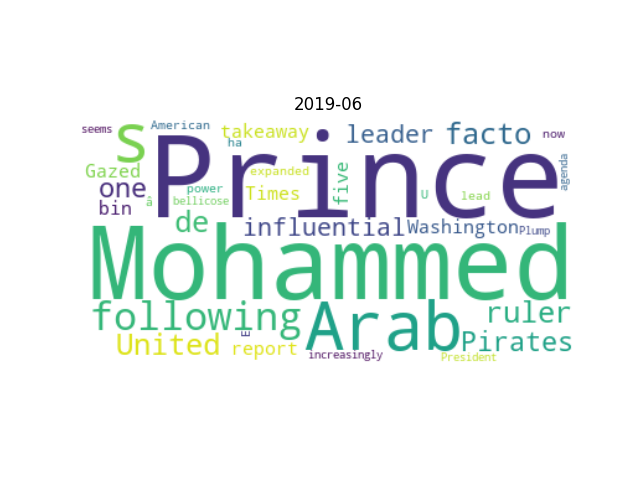 2019-06
seems American takeaway leader facto now
S Prince
ha
Gazed expanded five agenda
one power Times U lead
bin â bellicose
de influential Washington Plump
Mohammed
following Arab ruler
E
United report Pirates
increasingly President